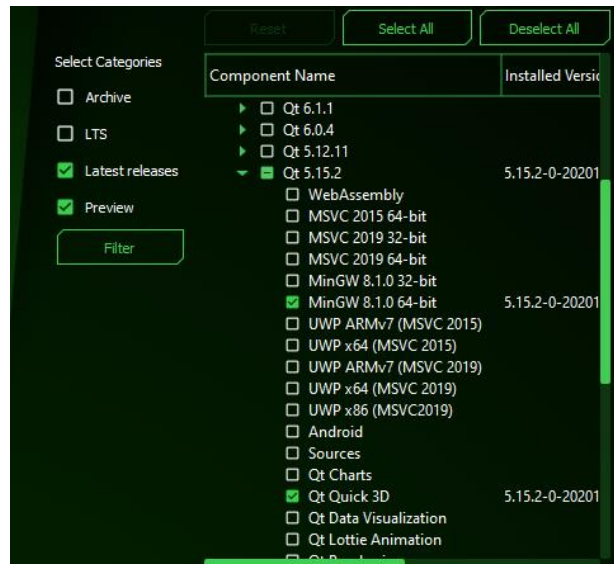 Reset Select All Deselect All
Select Categories
Component Name Installed Versio
Archive
LTS
Latest releases
Preview
Filter
Qt 6.1.1
Qt 6.0.4
Qt 5.12.11
Qt 5.15.2 5.15.2-0-20201
WebAssembly
MSVC 2015 64-bit
MSVC 2019 32-bit
MSVC 2019 64-bit
MinGW 8.1.0 32-bit
MinGW 8.1.0 64-bit 5.15.2-0-20201
UWP ARMv7 (MSVC 2015)
UWP x64 (MSVC 2015)
UWP ARMv7 (MSVC 2019)
UWP x64 (MSVC 2019)
UWP x86 (MSVC2019)
Android
Sources
Qt Charts
Qt Quick 3D 5.15.2-0-20201
Qt Data Visualization
Qt Lottie Animation